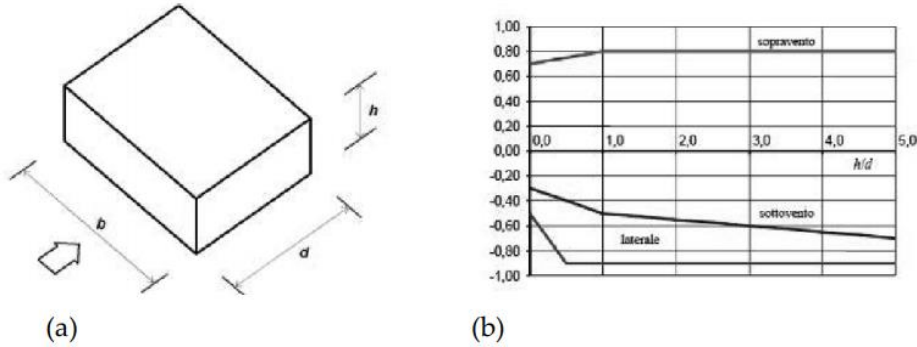 h
b
d
(a)
1,00
0,80
0,60
0,40
0,20
0,00
-0,20
-0,40
-0,60
-0,80
-1,00
0,0 1,0 2,0 3,0 4,0 5,0
h/d
sopravento
sottovento
laterale
(b)